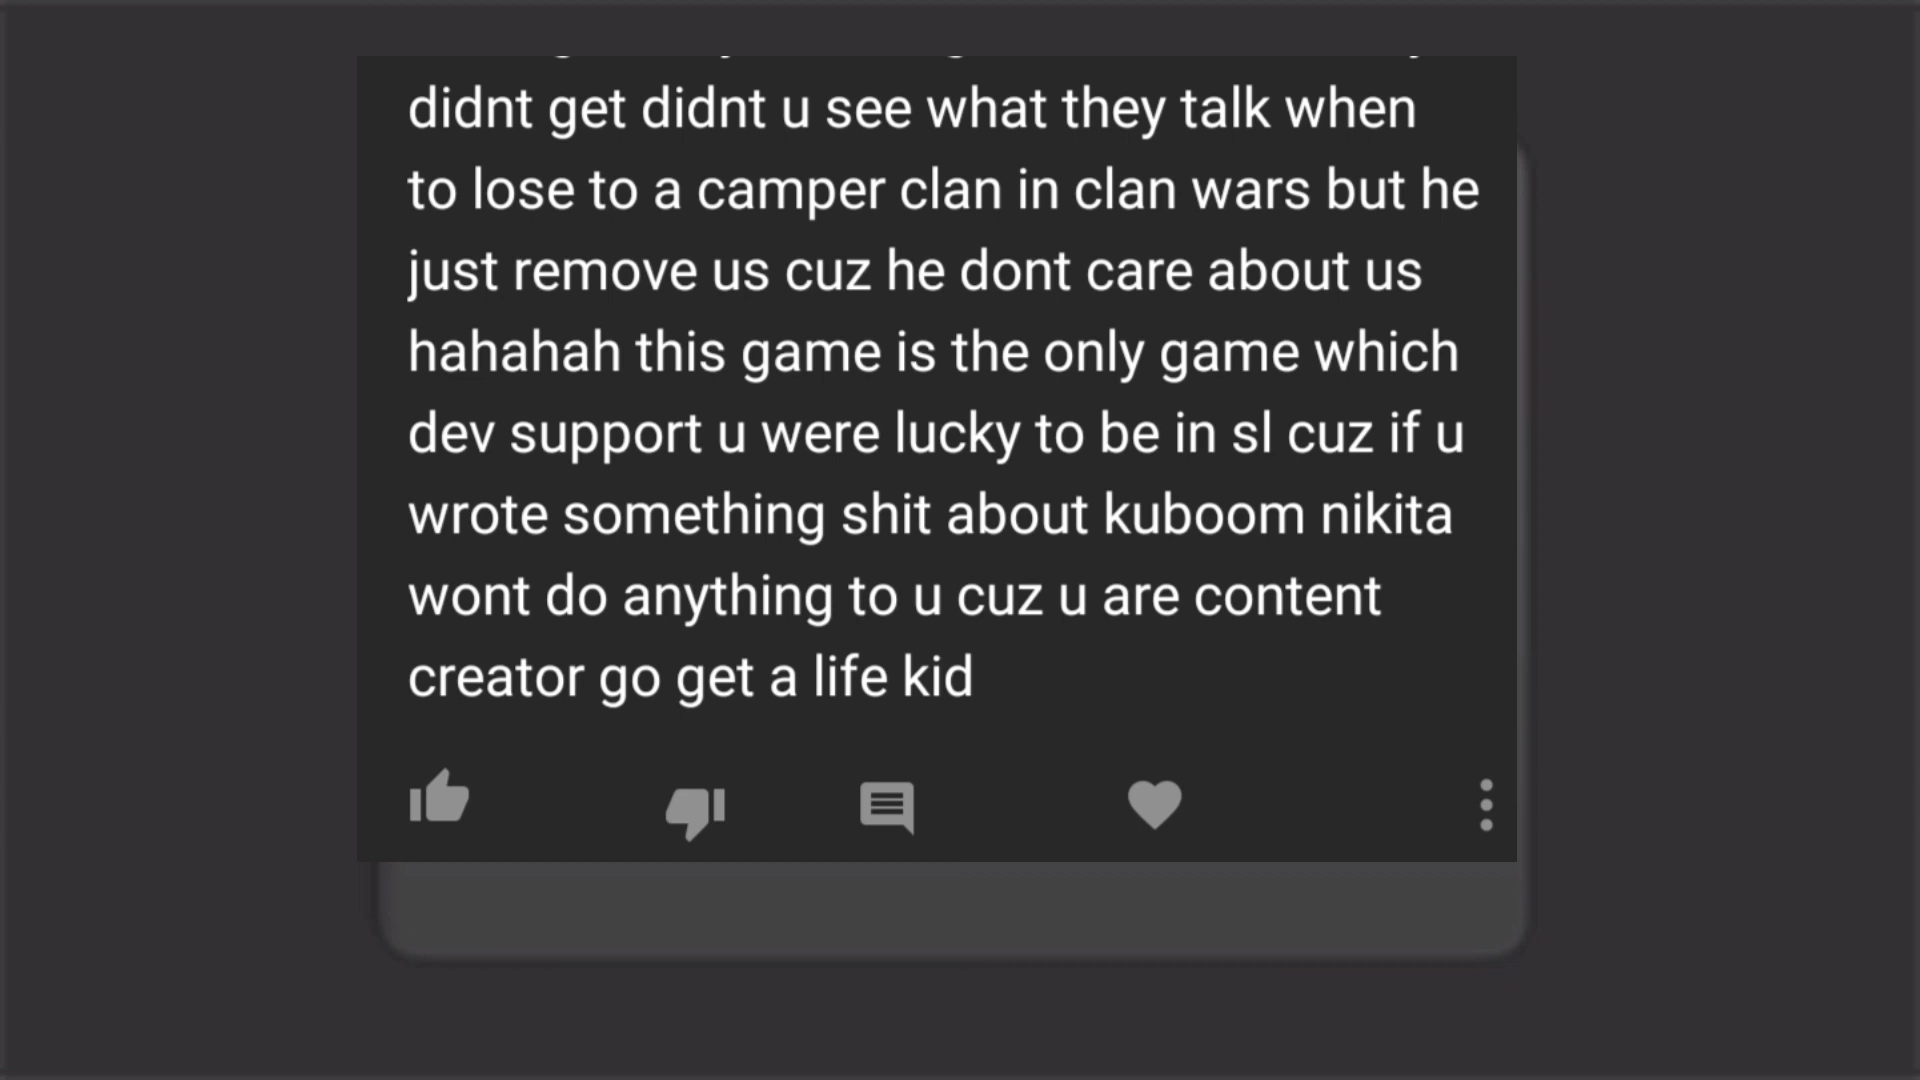 didnt get didnt u see what they talk when
to lose to a camper clan in clan wars but he
just remove us cuz he dont care about us
hahahah this game is the only game which
dev support u were lucky to be in sl cuz if u
wrote something shit about kuboom nikita
wont do anything to u cuz u are content
creator go get a life kid